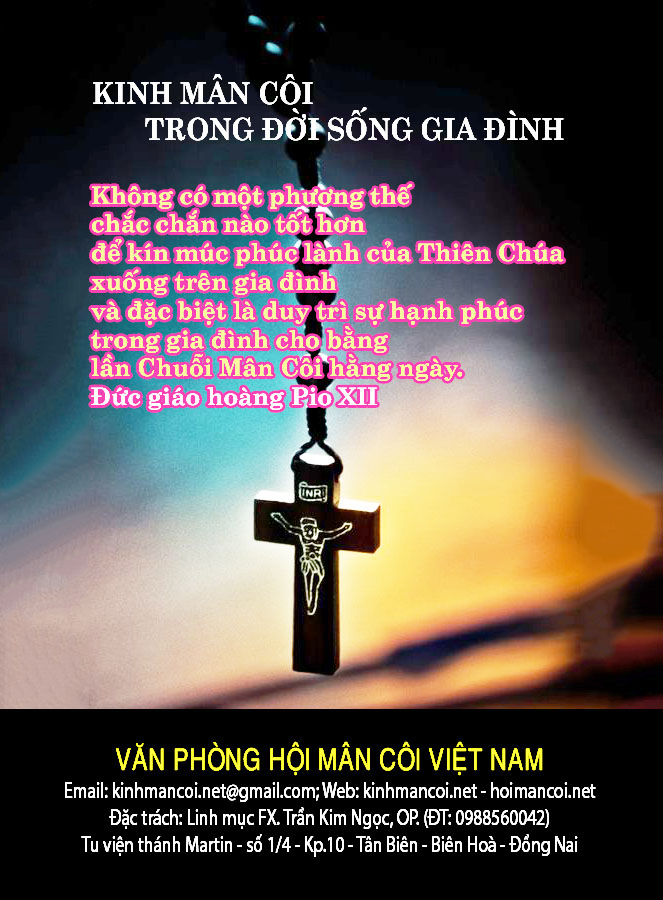 KINH MÂN CÔI
TRONG ĐỜI SỐNG GIA ĐÌNH
Không có một phương thế
chắc chắn nào tốt hơn
để kín múc phúc lành của Thiên Chúa
xuống trên gia đình
và đặc biệt là duy trì sự hạnh phúc
trong gia đình cho bằng
lần Chuỗi Mân Côi hằng ngày.
Đức giáo hoàng Pio XII
INRI
VĂN PHÒNG HỘI MÂN CÔI VIỆT NAM
Email: kinhmancoi.net@gmail.com; Web: kinhmancoi.net - hoimancoi.net
Đặc trách: Linh mục FX. Trần Kim Ngọc, OP. (ĐT: 0988560042)
Tu viện thánh Martin - số 1/4 - Kp.10 - Tân Biên - Biên Hoà - Đồng Nai